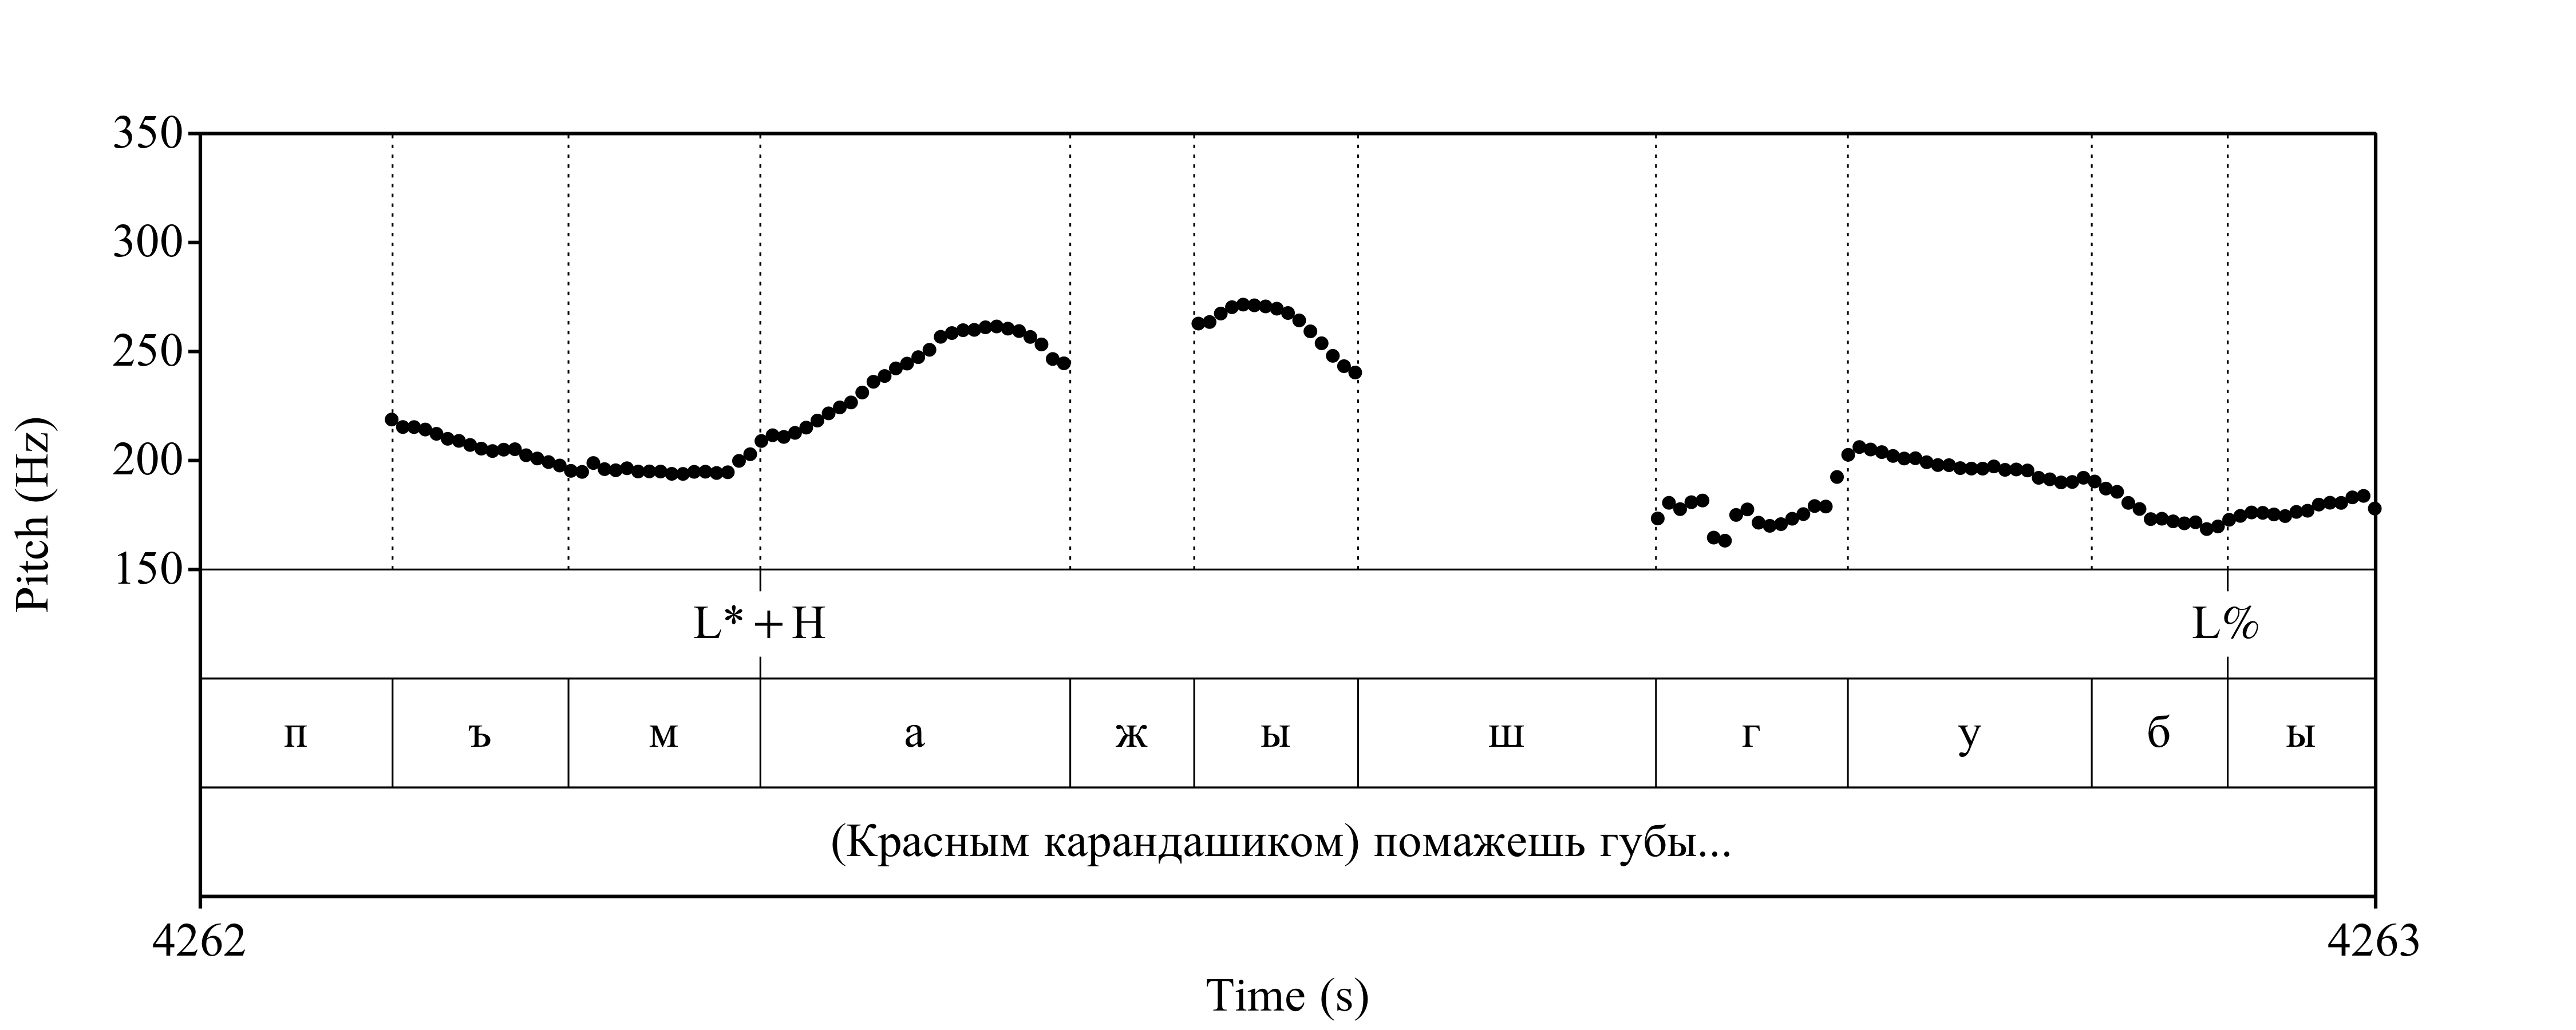 350
300
250
200
150
Pitch (Hz)
L*+H L%
п ъ м а ж ы ш г у б ы
(Красным карандашиком) помажешь губы...
4262 4263
Time (s)